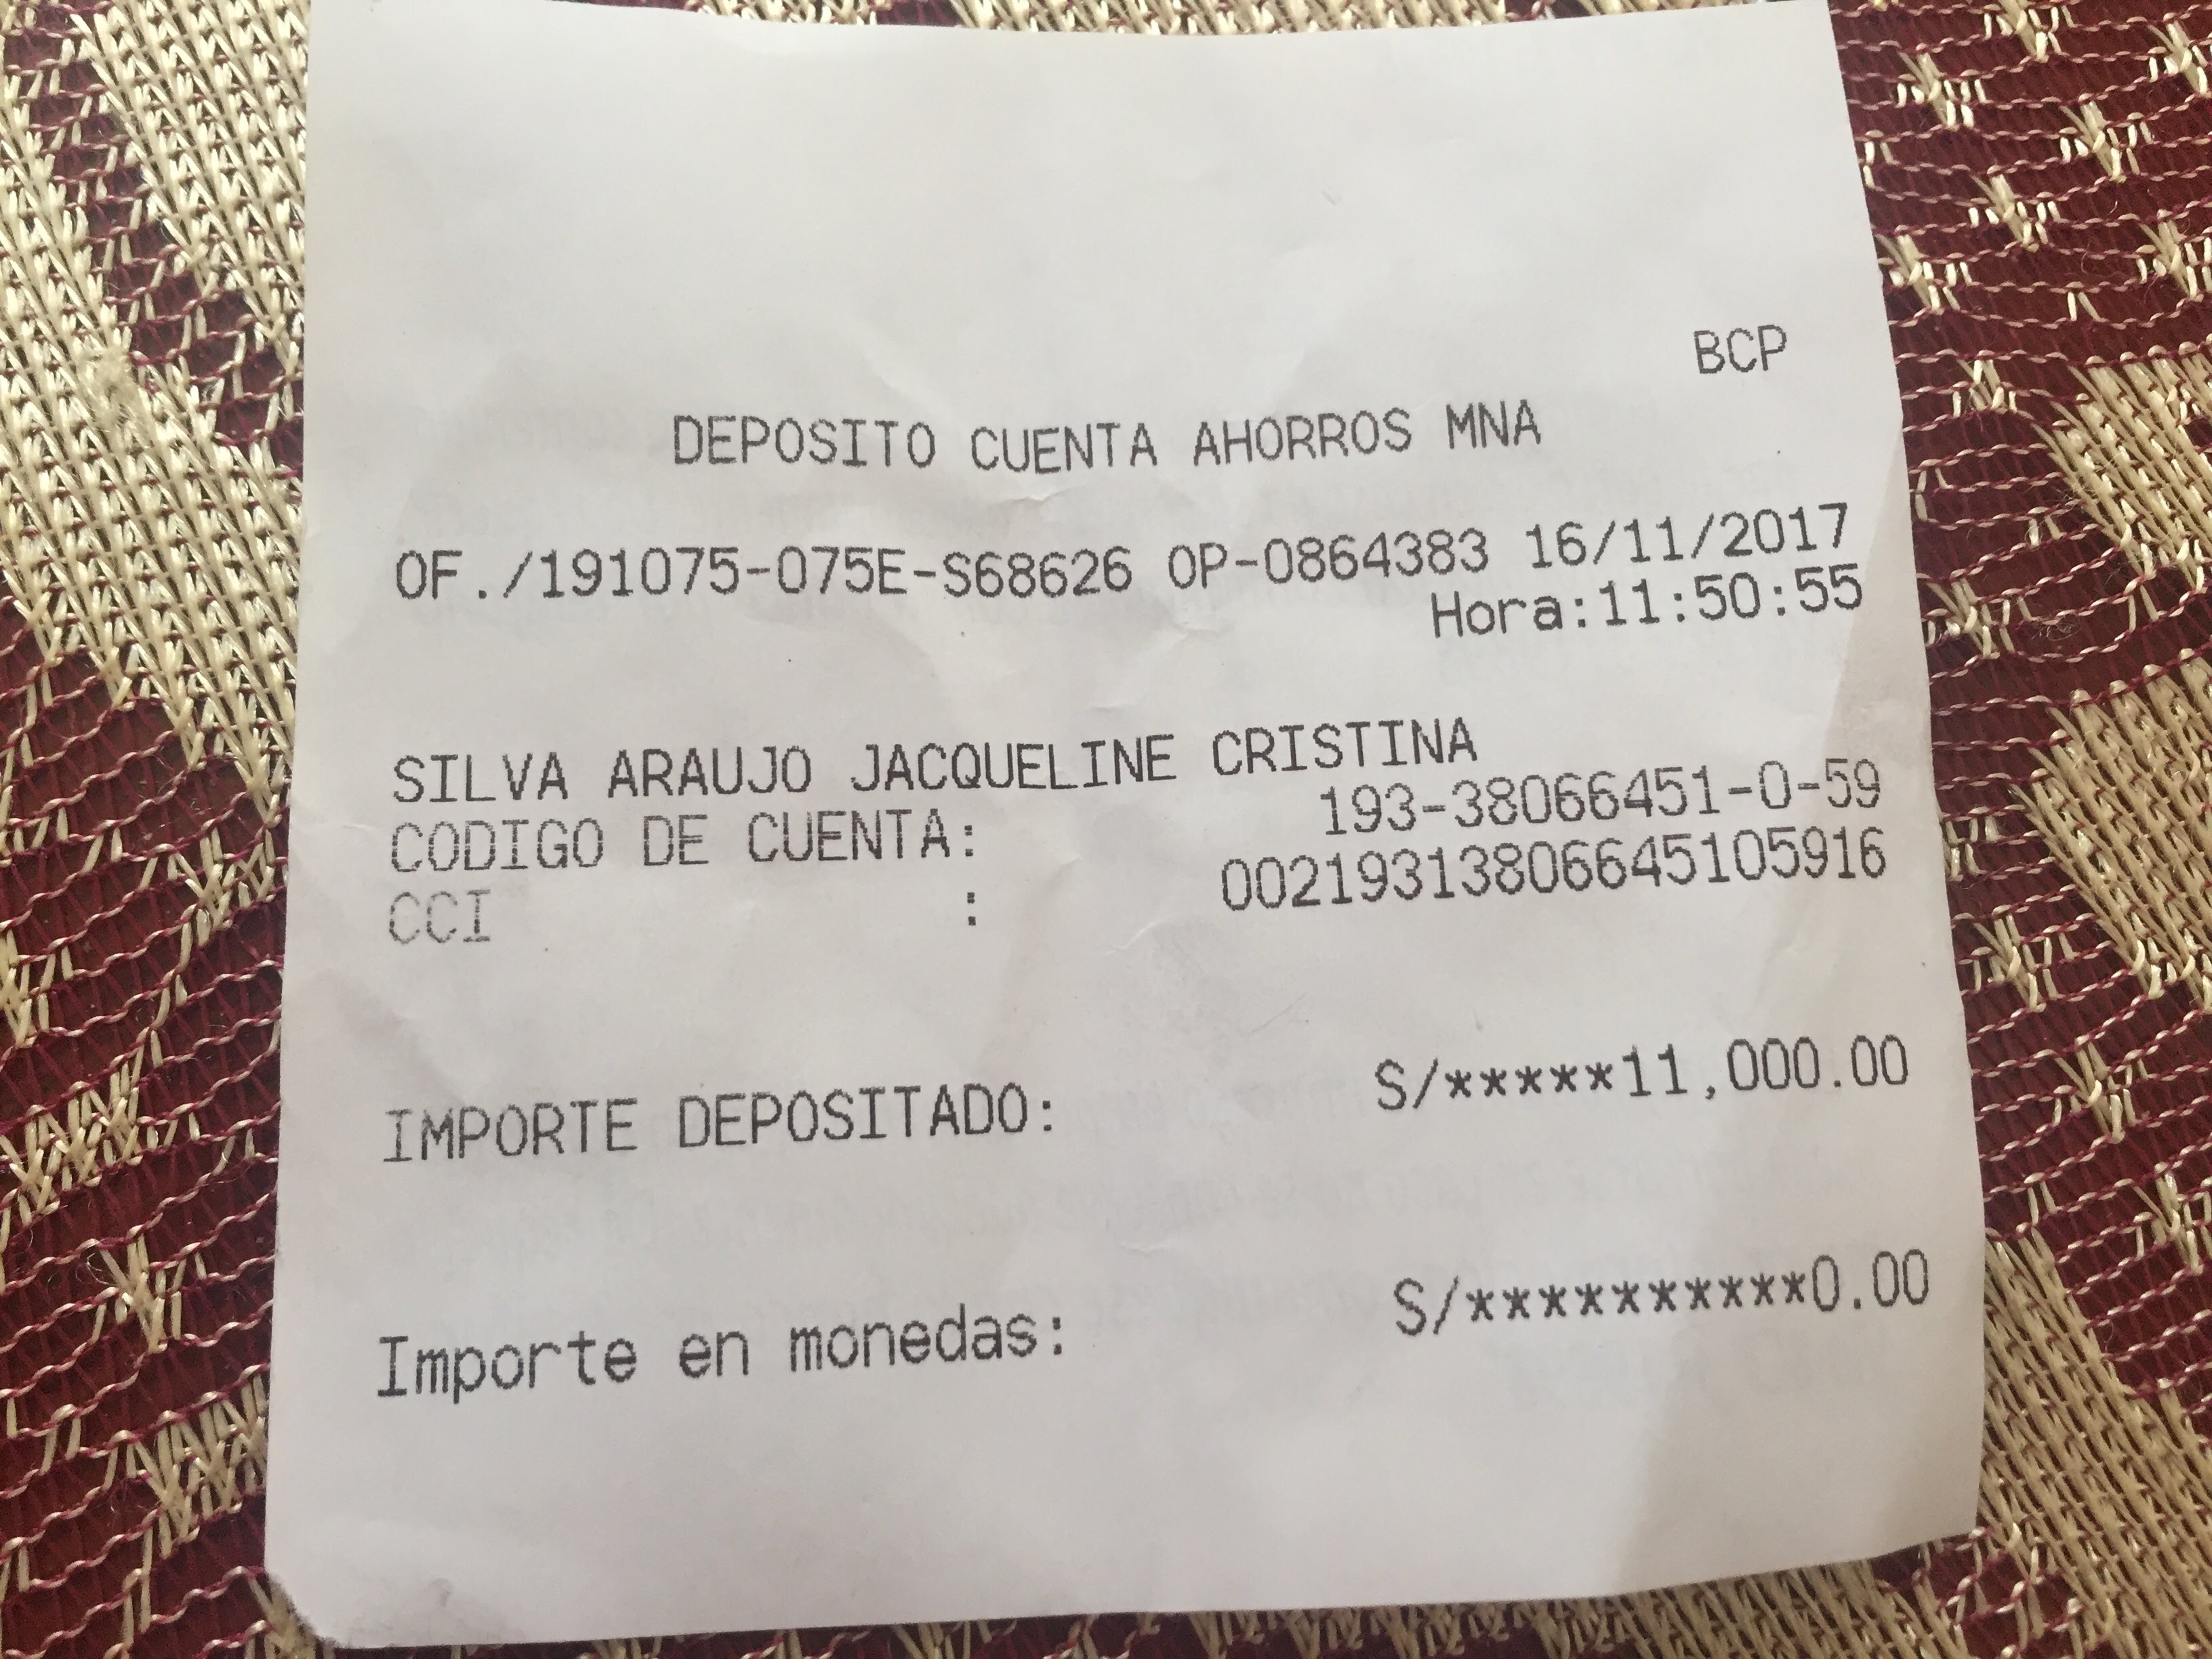 BCP
DEPOSITO CUENTA AHORROS MNA
OF./191075-075E-S68626 OP-0864383 16/11/2017
Hora:11:50:55
SILVA ARAUJO JACQUELINE CRISTINA
CODIGO DE CUENTA: 193-38066451-0-59
CCI : 00219313806645105916
IMPORTE DEPOSITADO: S/*****11,000.00
Importe en monedas: S/**********0.00